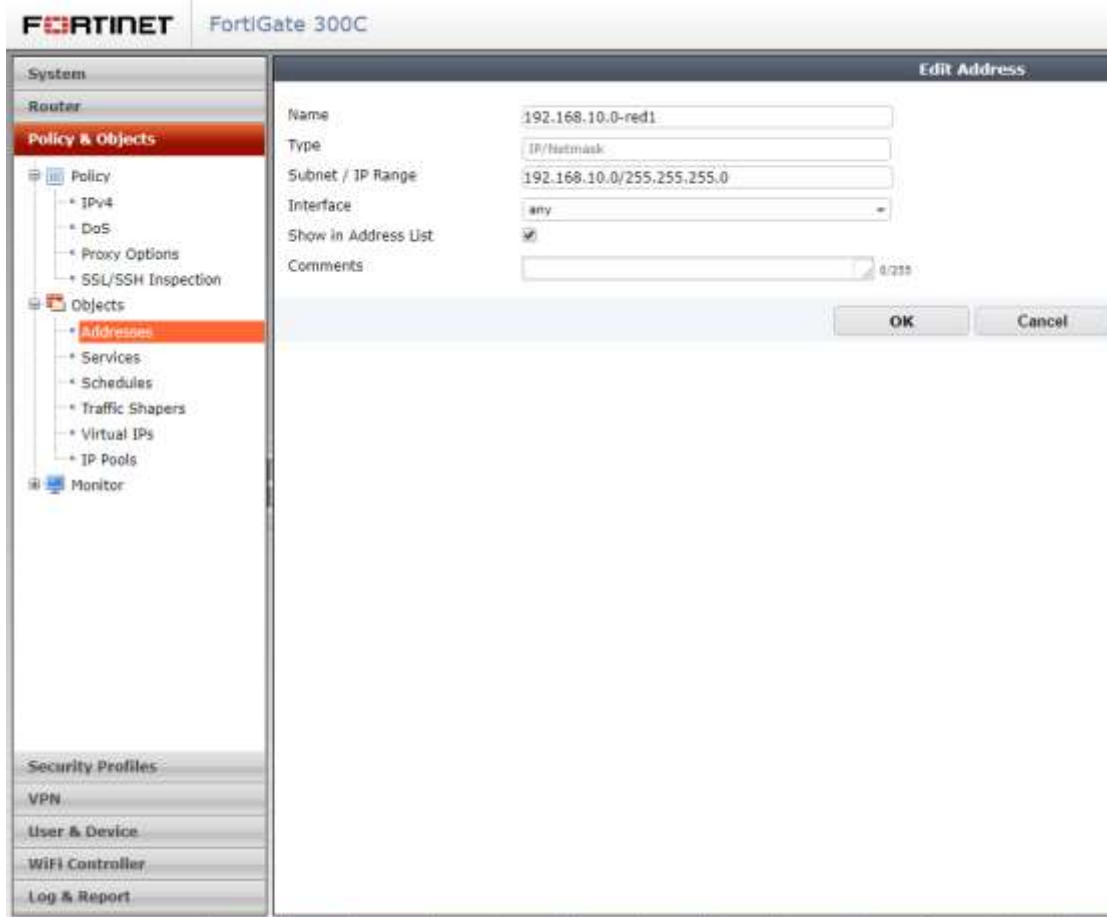 FORTINET FortiGate 300C
System
Router
Policy & Objects
Policy
IPv4
DoS
Proxy Options
SSL/SSH Inspection
Objects
Addresses
Services
Schedules
Traffic Shapers
Virtual IPs
IP Pools
Monitor
Security Profiles
VPN
User & Device
WiFi Controller
Log & Report
Edit Address
Name 192.168.10.0-red1
Type IP/Netmask
Subnet / IP Range 192.168.10.0/255.255.255.0
Interface any
Show in Address List
Comments 0/255
OK Cancel